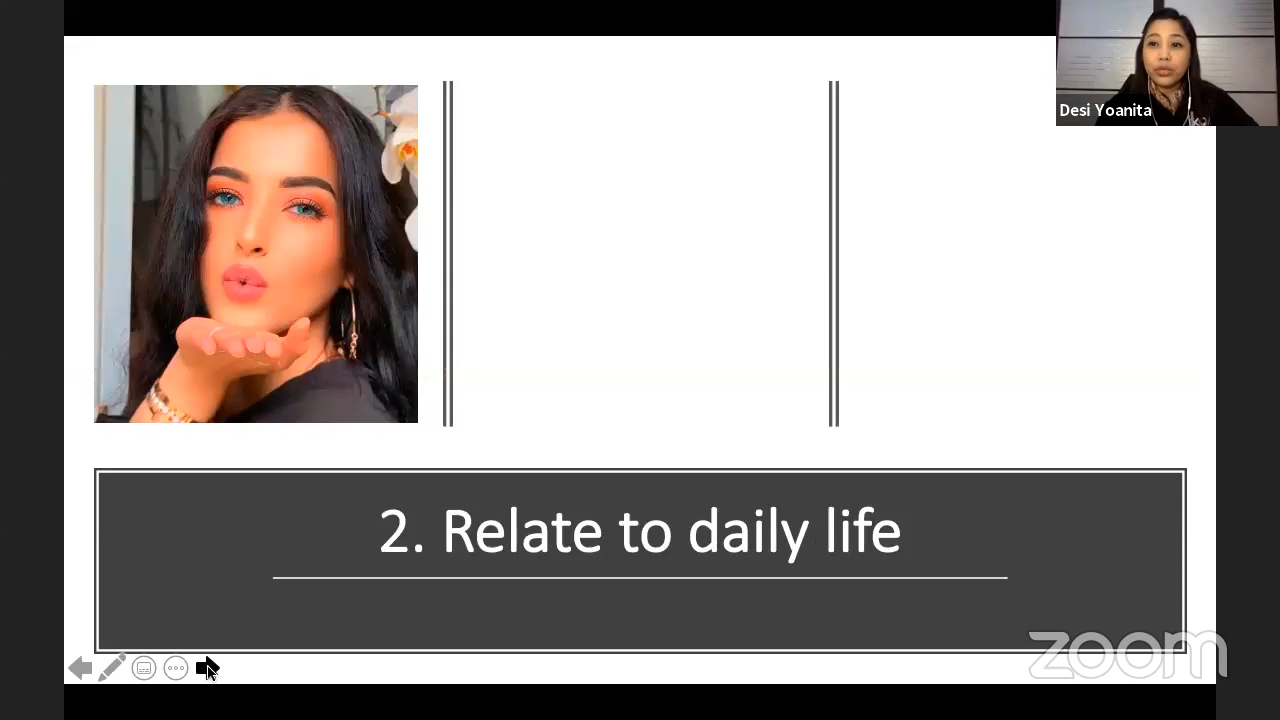 Desi Yoanita
2. Relate to daily life
zoom